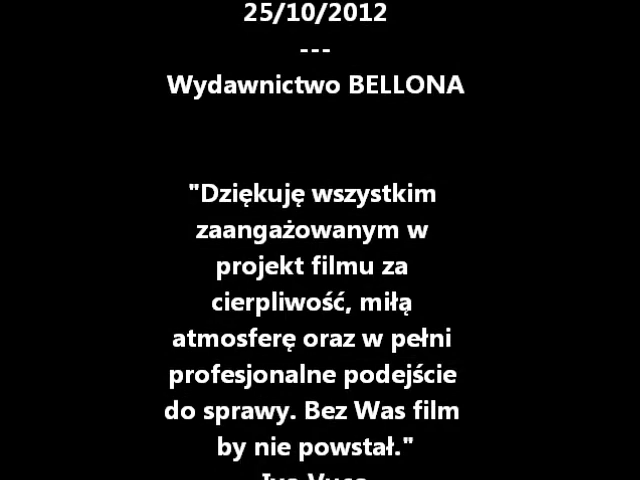 25/10/2012
---
Wydawnictwo BELLONA
"Dziękuję wszystkim
zaangażowanym w
projekt filmu za
cierpliwość, miłą
atmosferę oraz w pełni
profesjonalne podejście
do sprawy. Bez Was film
by nie powstał."